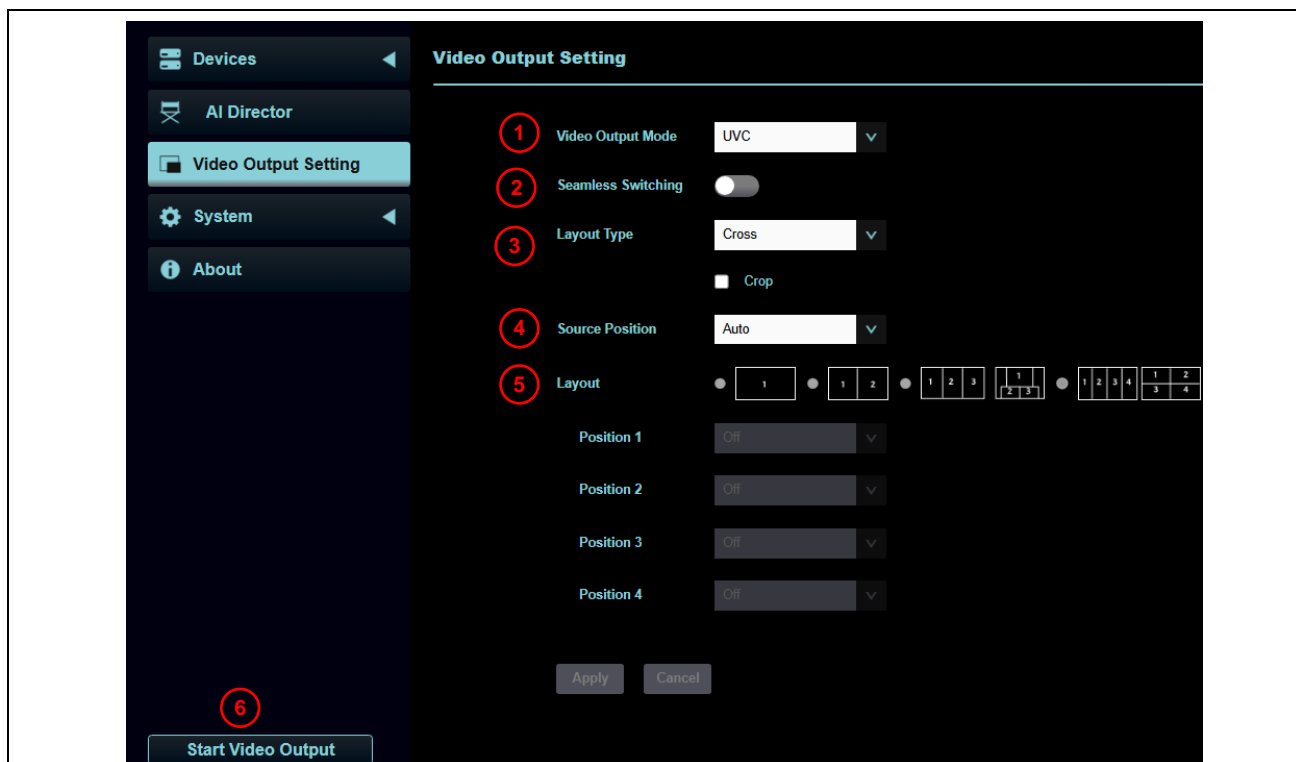 Devices
AI Director
Video Output Setting
System
About
6
Start Video Output
Video Output Setting
1 Video Output Mode UVC
2 Seamless Switching
3 Layout Type Cross
Crop
4 Source Position Auto
5 Layout 1 1 2 1 2 3 1 2 3 1 2 3 4 1 2 3 4
Position 1 Off
Position 2 Off
Position 3 Off
Position 4 Off
Apply Cancel